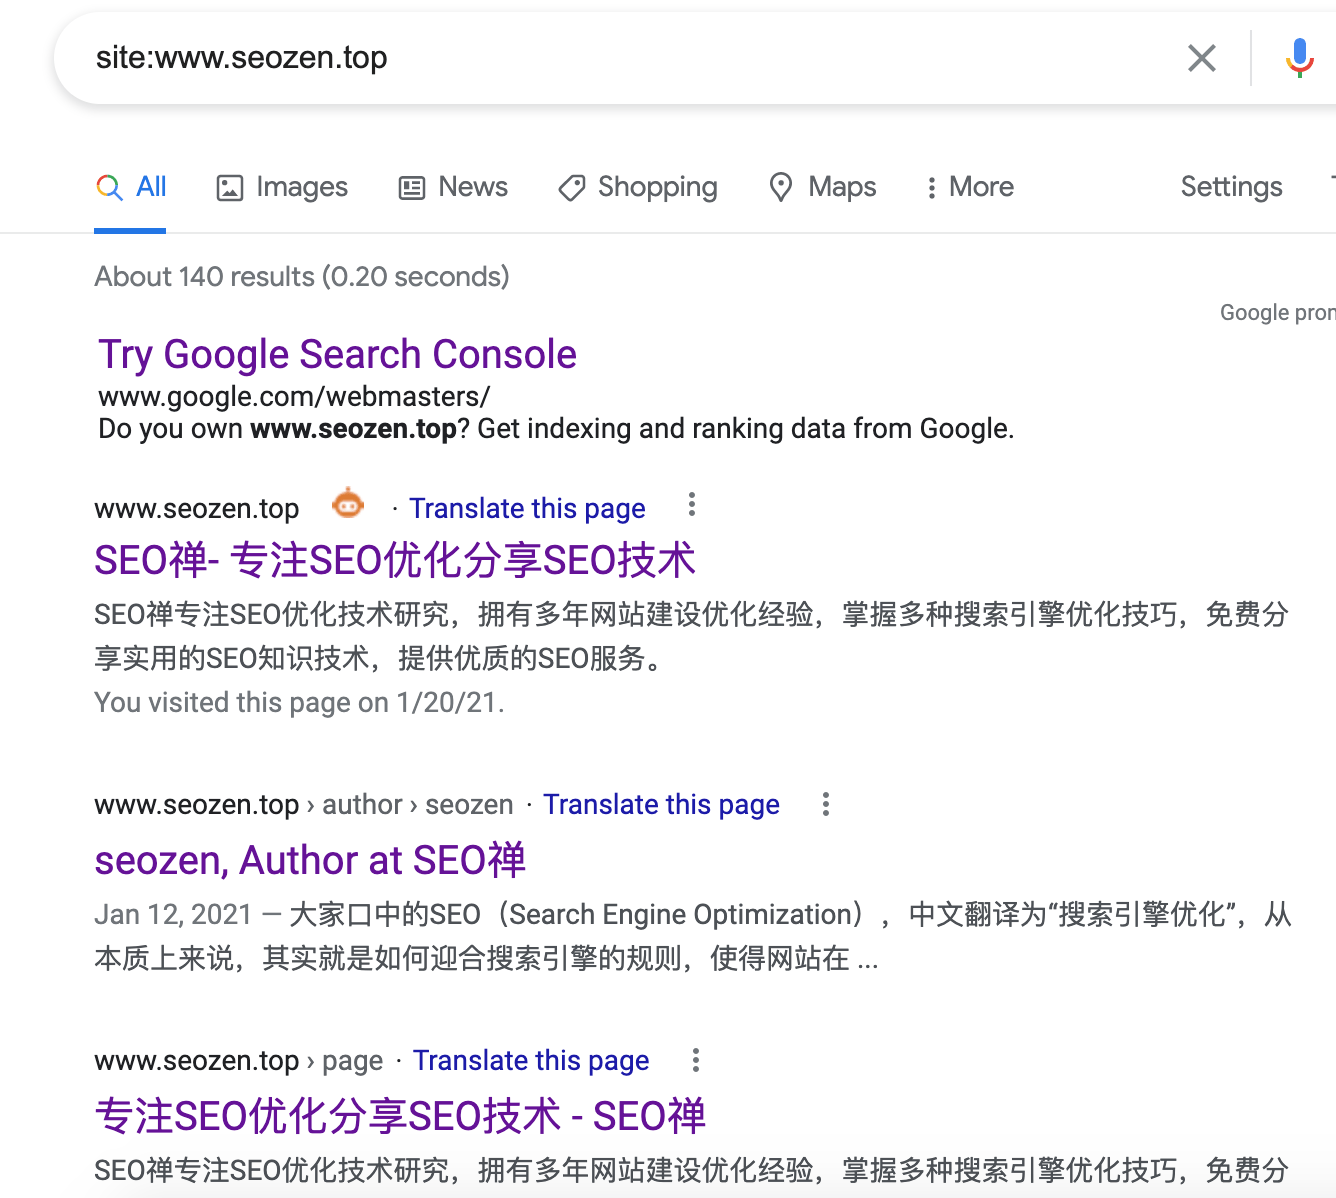 site:www.seozen.top
All Images News Shopping Maps More Settings
About 140 results (0.20 seconds)
Google
Try Google Search Console
www.google.com/webmasters/
Do you own www.seozen.top? Get indexing and ranking data from Google.
www.seozen.top · Translate this page
SEO禅- 专注SEO优化分享SEO技术
SEO禅专注SEO优化技术研究，拥有多年网站建设优化经验，掌握多种搜索引擎优化技巧，免费分
享实用的SEO知识技术，提供优质的SEO服务。
You visited this page on 1/20/21.
www.seozen.top › author › seozen · Translate this page
seozen, Author at SEO禅
Jan 12, 2021 — 大家口中的SEO（Search Engine Optimization），中文翻译为“搜索引擎优化”，从
本质上来说，其实就是如何迎合搜索引擎的规则，使得网站在 ...
www.seozen.top › page · Translate this page
专注SEO优化分享SEO技术 - SEO禅
SEO禅专注SEO优化技术研究，拥有多年网站建设优化经验，掌握多种搜索引擎优化技巧，免费分